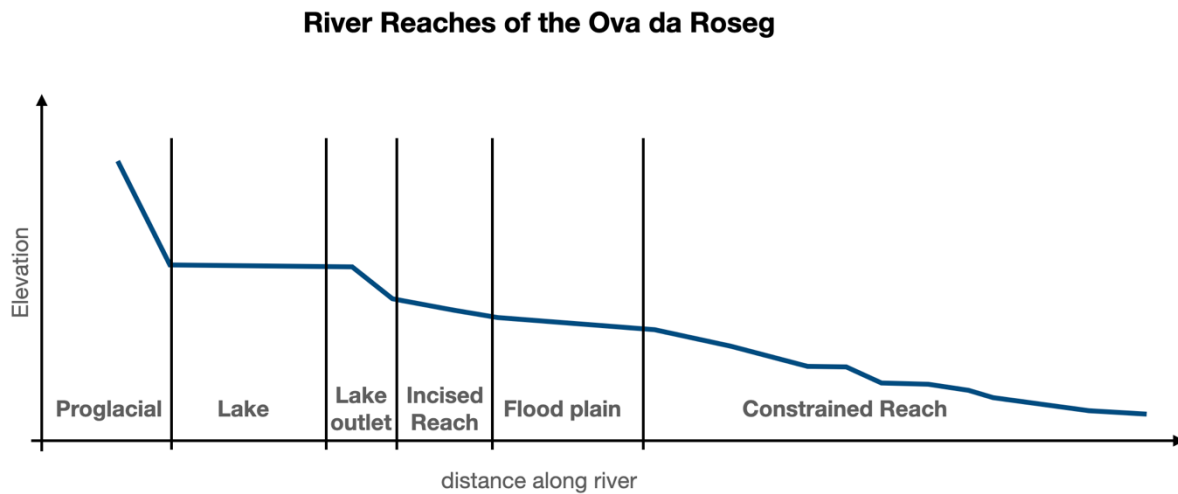 River Reaches of the Ova da Roseg
Elevation
Proglacial
Lake
Lake
outlet
Incised
Reach
Flood plain
Constrained Reach
distance along river